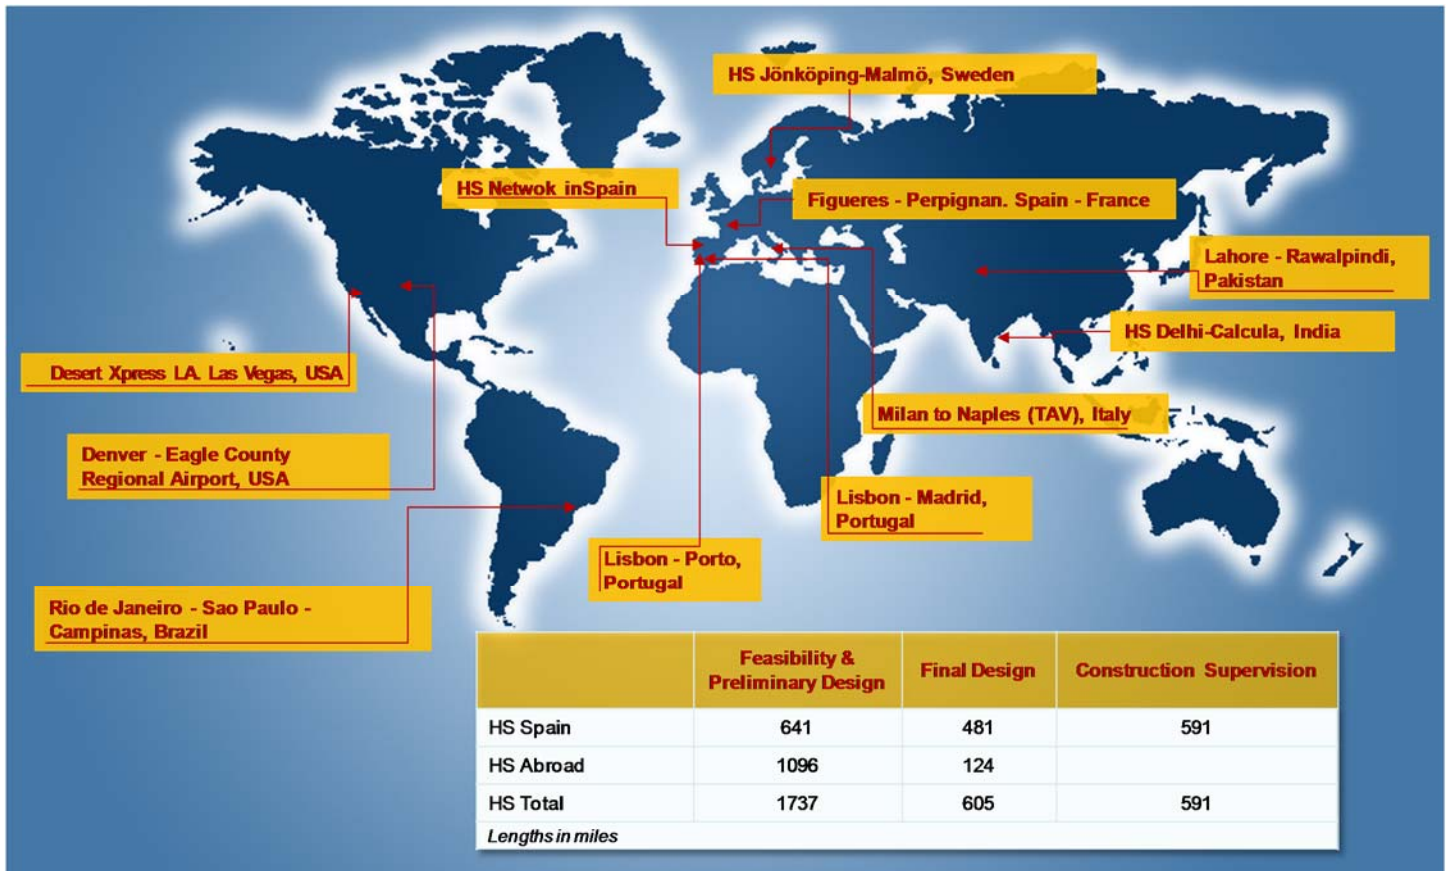 HS Jönköping-Malmö, Sweden
HS Netwok inSpain
Figueres - Perpignan. Spain - France
Lahore - Rawalpindi,
Pakistan
HS Delhi-Calcula, India
Desert Xpress LA. Las Vegas, USA
Milan to Naples (TAV), Italy
Denver - Eagle County
Regional Airport, USA
Lisbon - Madrid,
Portugal
Lisbon - Porto,
Portugal
Rio de Janeiro - Sao Paulo -
Campinas, Brazil
Feasibility &
Preliminary Design
Final Design
Construction Supervision
HS Spain 641 481 591
HS Abroad 1096 124
HS Total 1737 605 591
Lengths in miles